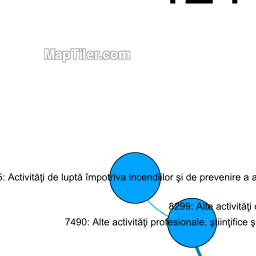 MapTiler.com
5: Activităţi de luptă împotriva incendiilor şi de prevenire a a
8299: Alte activităţi
7490: Alte activităţi profesionale, ştiinţifice ş